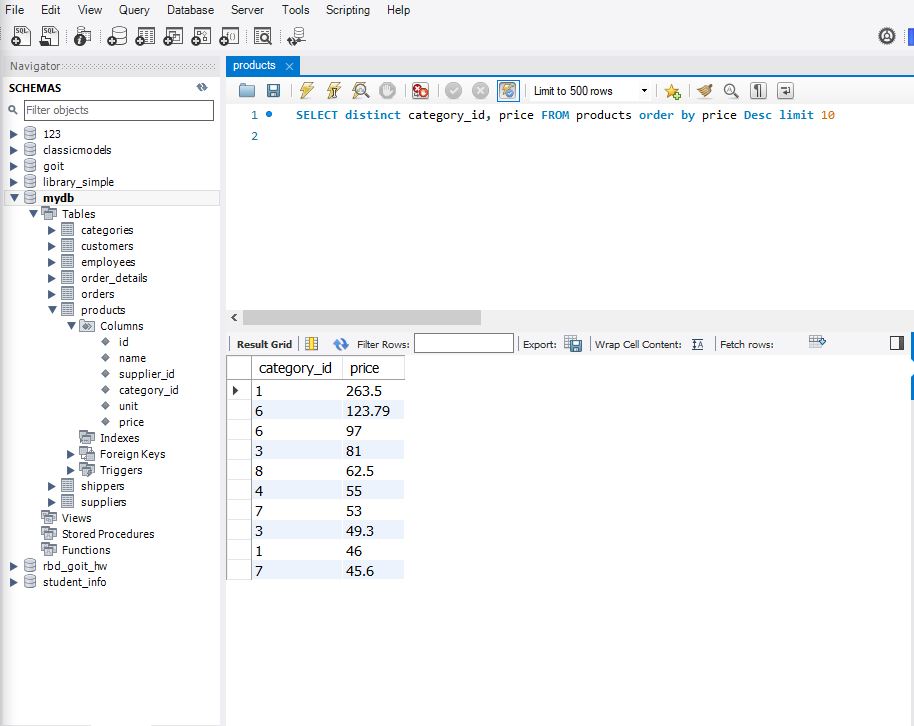 File Edit View Query Database Server Tools Scripting Help
Navigator
SCHEMAS
Filter objects
123
classicmodels
goit
library_simple
mydb
Tables
categories
customers
employees
order_details
orders
products
Columns
id
name
supplier_id
category_id
unit
price
Indexes
Foreign Keys
Triggers
shippers
suppliers
Views
Stored Procedures
Functions
rbd_goit_hw
student_info
products
Limit to 500 rows
1 SELECT distinct category_id, price FROM products order by price Desc limit 10
2
Result Grid Filter Rows: Export: Wrap Cell Content: Fetch rows:
category_id price
1 263.5
6 123.79
6 97
3 81
8 62.5
4 55
7 53
3 49.3
1 46
7 45.6